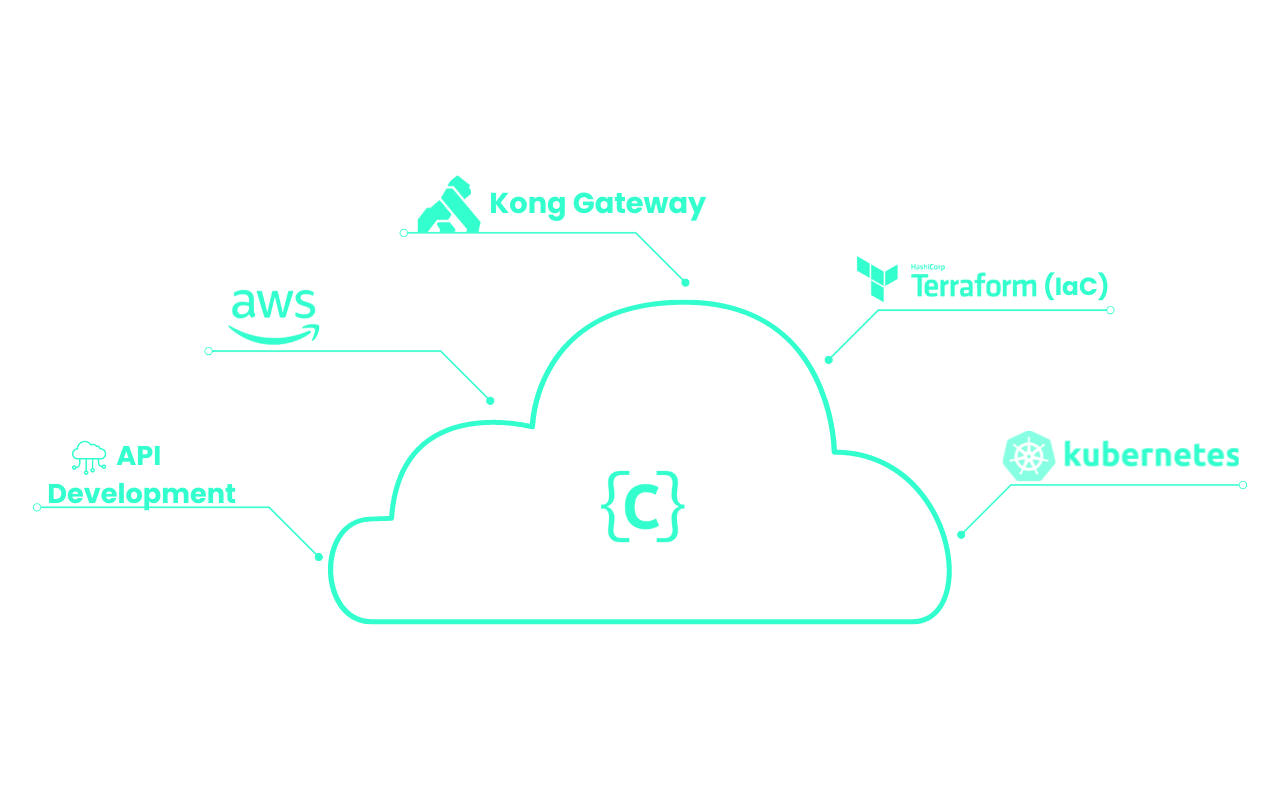 Kong Gateway
HashiCorp
Terraform (IaC)
aws
kubernetes
API
Development
{C}